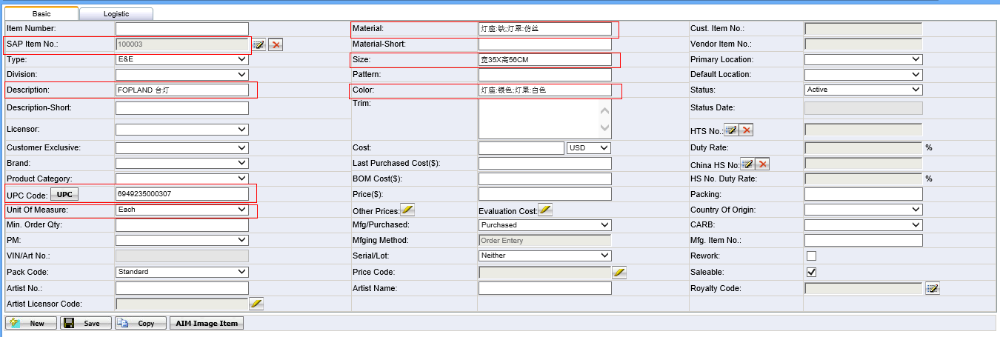 Basic Logistic
Item Number: Material: 灯座:铁;灯罩:仿丝 Cust. Item No.:
SAP Item No.: 100003 Material-Short: Vendor Item No.:
Type: E&E Size: 宽35X高56CM Primary Location:
Division: Pattern: Default Location:
Description: FOPLAND 台灯 Color: 灯座:银色;灯罩:白色 Status: Active
Description-Short: Trim: Status Date:
Licensor: HTS No.:
Customer Exclusive: Cost: USD Duty Rate: %
Brand: Last Purchased Cost($): China HS No:
Product Category: BOM Cost($): HS No. Duty Rate: %
UPC Code: UPC 6949235000307 Price($): Packing:
Unit Of Measure: Each Other Prices: Evaluation Cost: Country Of Origin:
Min. Order Qty: Mfg/Purchased: Purchased CARB:
PM: Mfging Method: Order Entery Mfg. Item No.:
VIN/Art No.: Serial/Lot: Neither Rework:
Pack Code: Standard Price Code: Saleable:
Artist No.: Artist Name: Royalty Code:
Artist Licensor Code:
New Save Copy AIM Image Item